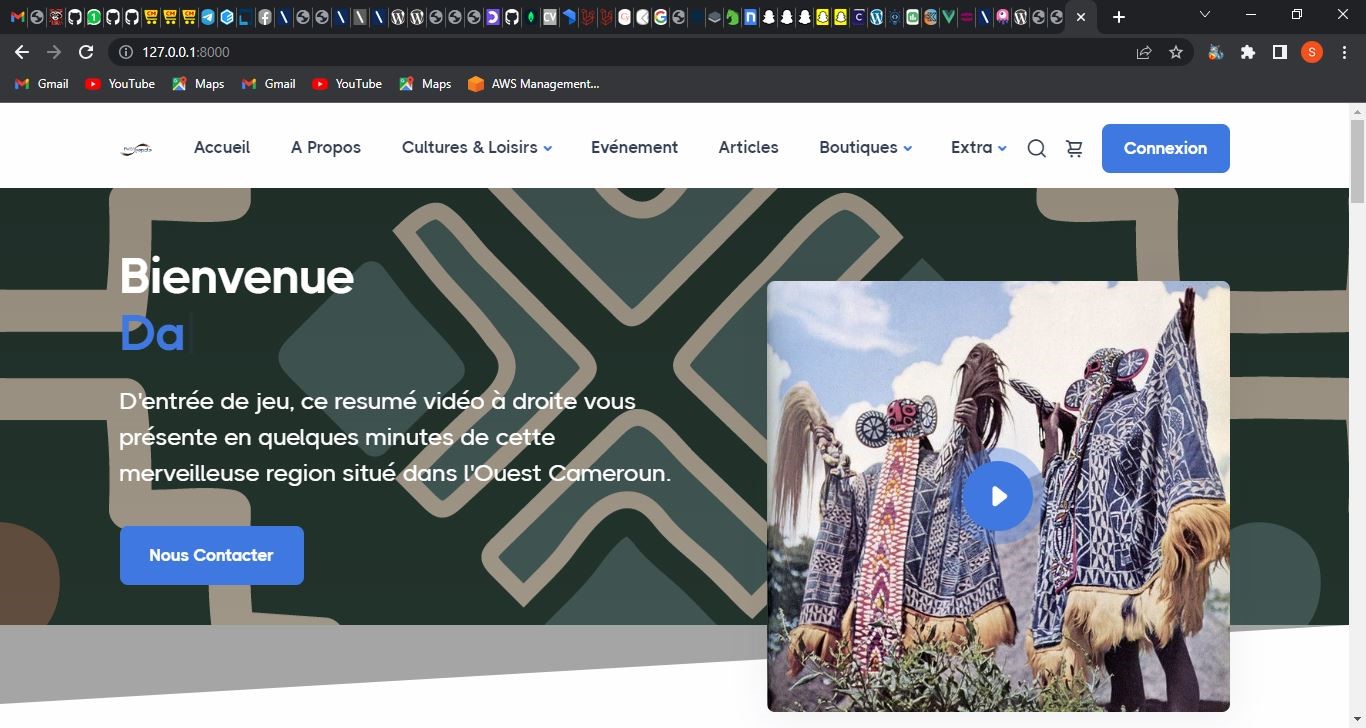 127.0.0.1:8000
S
Gmail YouTube Maps Gmail YouTube Maps AWS Management...
Accueil A Propos Cultures & Loisirs Evénement Articles Boutiques Extra Connexion
Bienvenue
Da
D'entrée de jeu, ce resumé vidéo à droite vous
présente en quelques minutes de cette
merveilleuse region situé dans l'Ouest Cameroun.
Nous Contacter